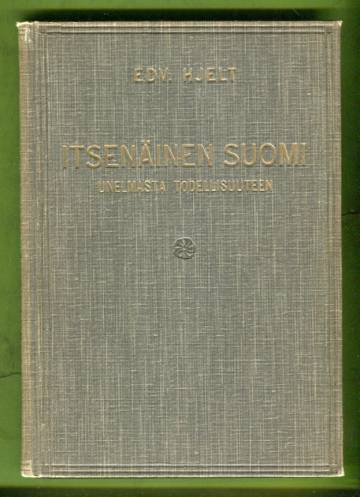 EDV. HJELT
ITSENÄINEN SUOMI
UNELMASTA TODELLISUUTEEN